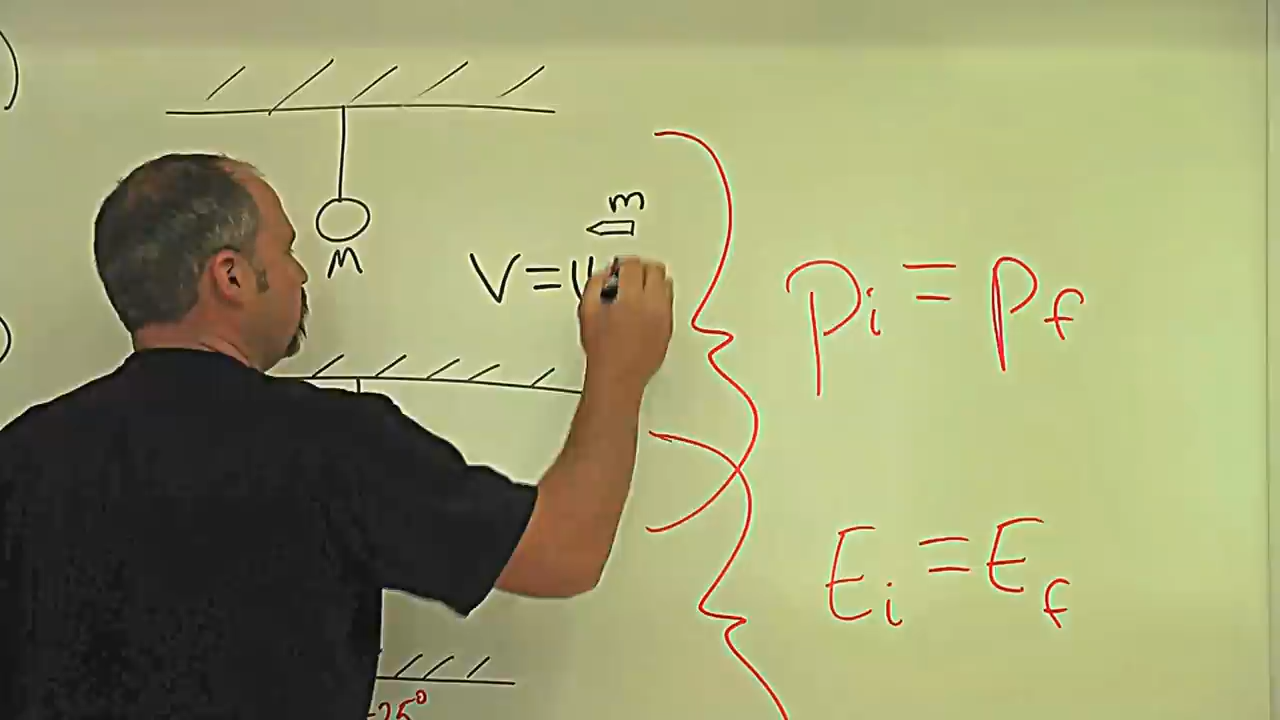 m
M
V =
Pi = Pf
Ei = Ef
25°